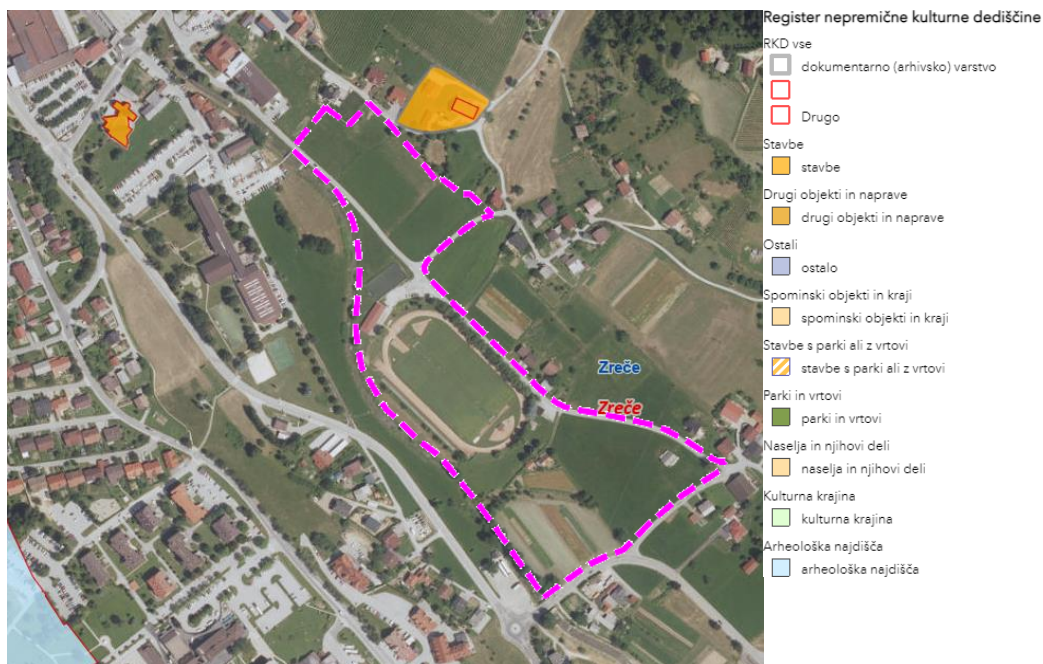 Register nepremične kulturne dediščine
RKD vse
dokumentarno (arhivsko) varstvo
Drugo
Stavbe
stavbe
Drugi objekti in naprave
drugi objekti in naprave
Ostali
ostalo
Spominski objekti in kraji
spominski objekti in kraji
Stavbe s parki ali z vrtovi
stavbe s parki ali z vrtovi
Parki in vrtovi
parki in vrtovi
Naselja in njihovi deli
naselja in njihovi deli
Kulturna krajina
kulturna krajina
Arheološka najdišča
arheološka najdišča
Zreče
Zreče